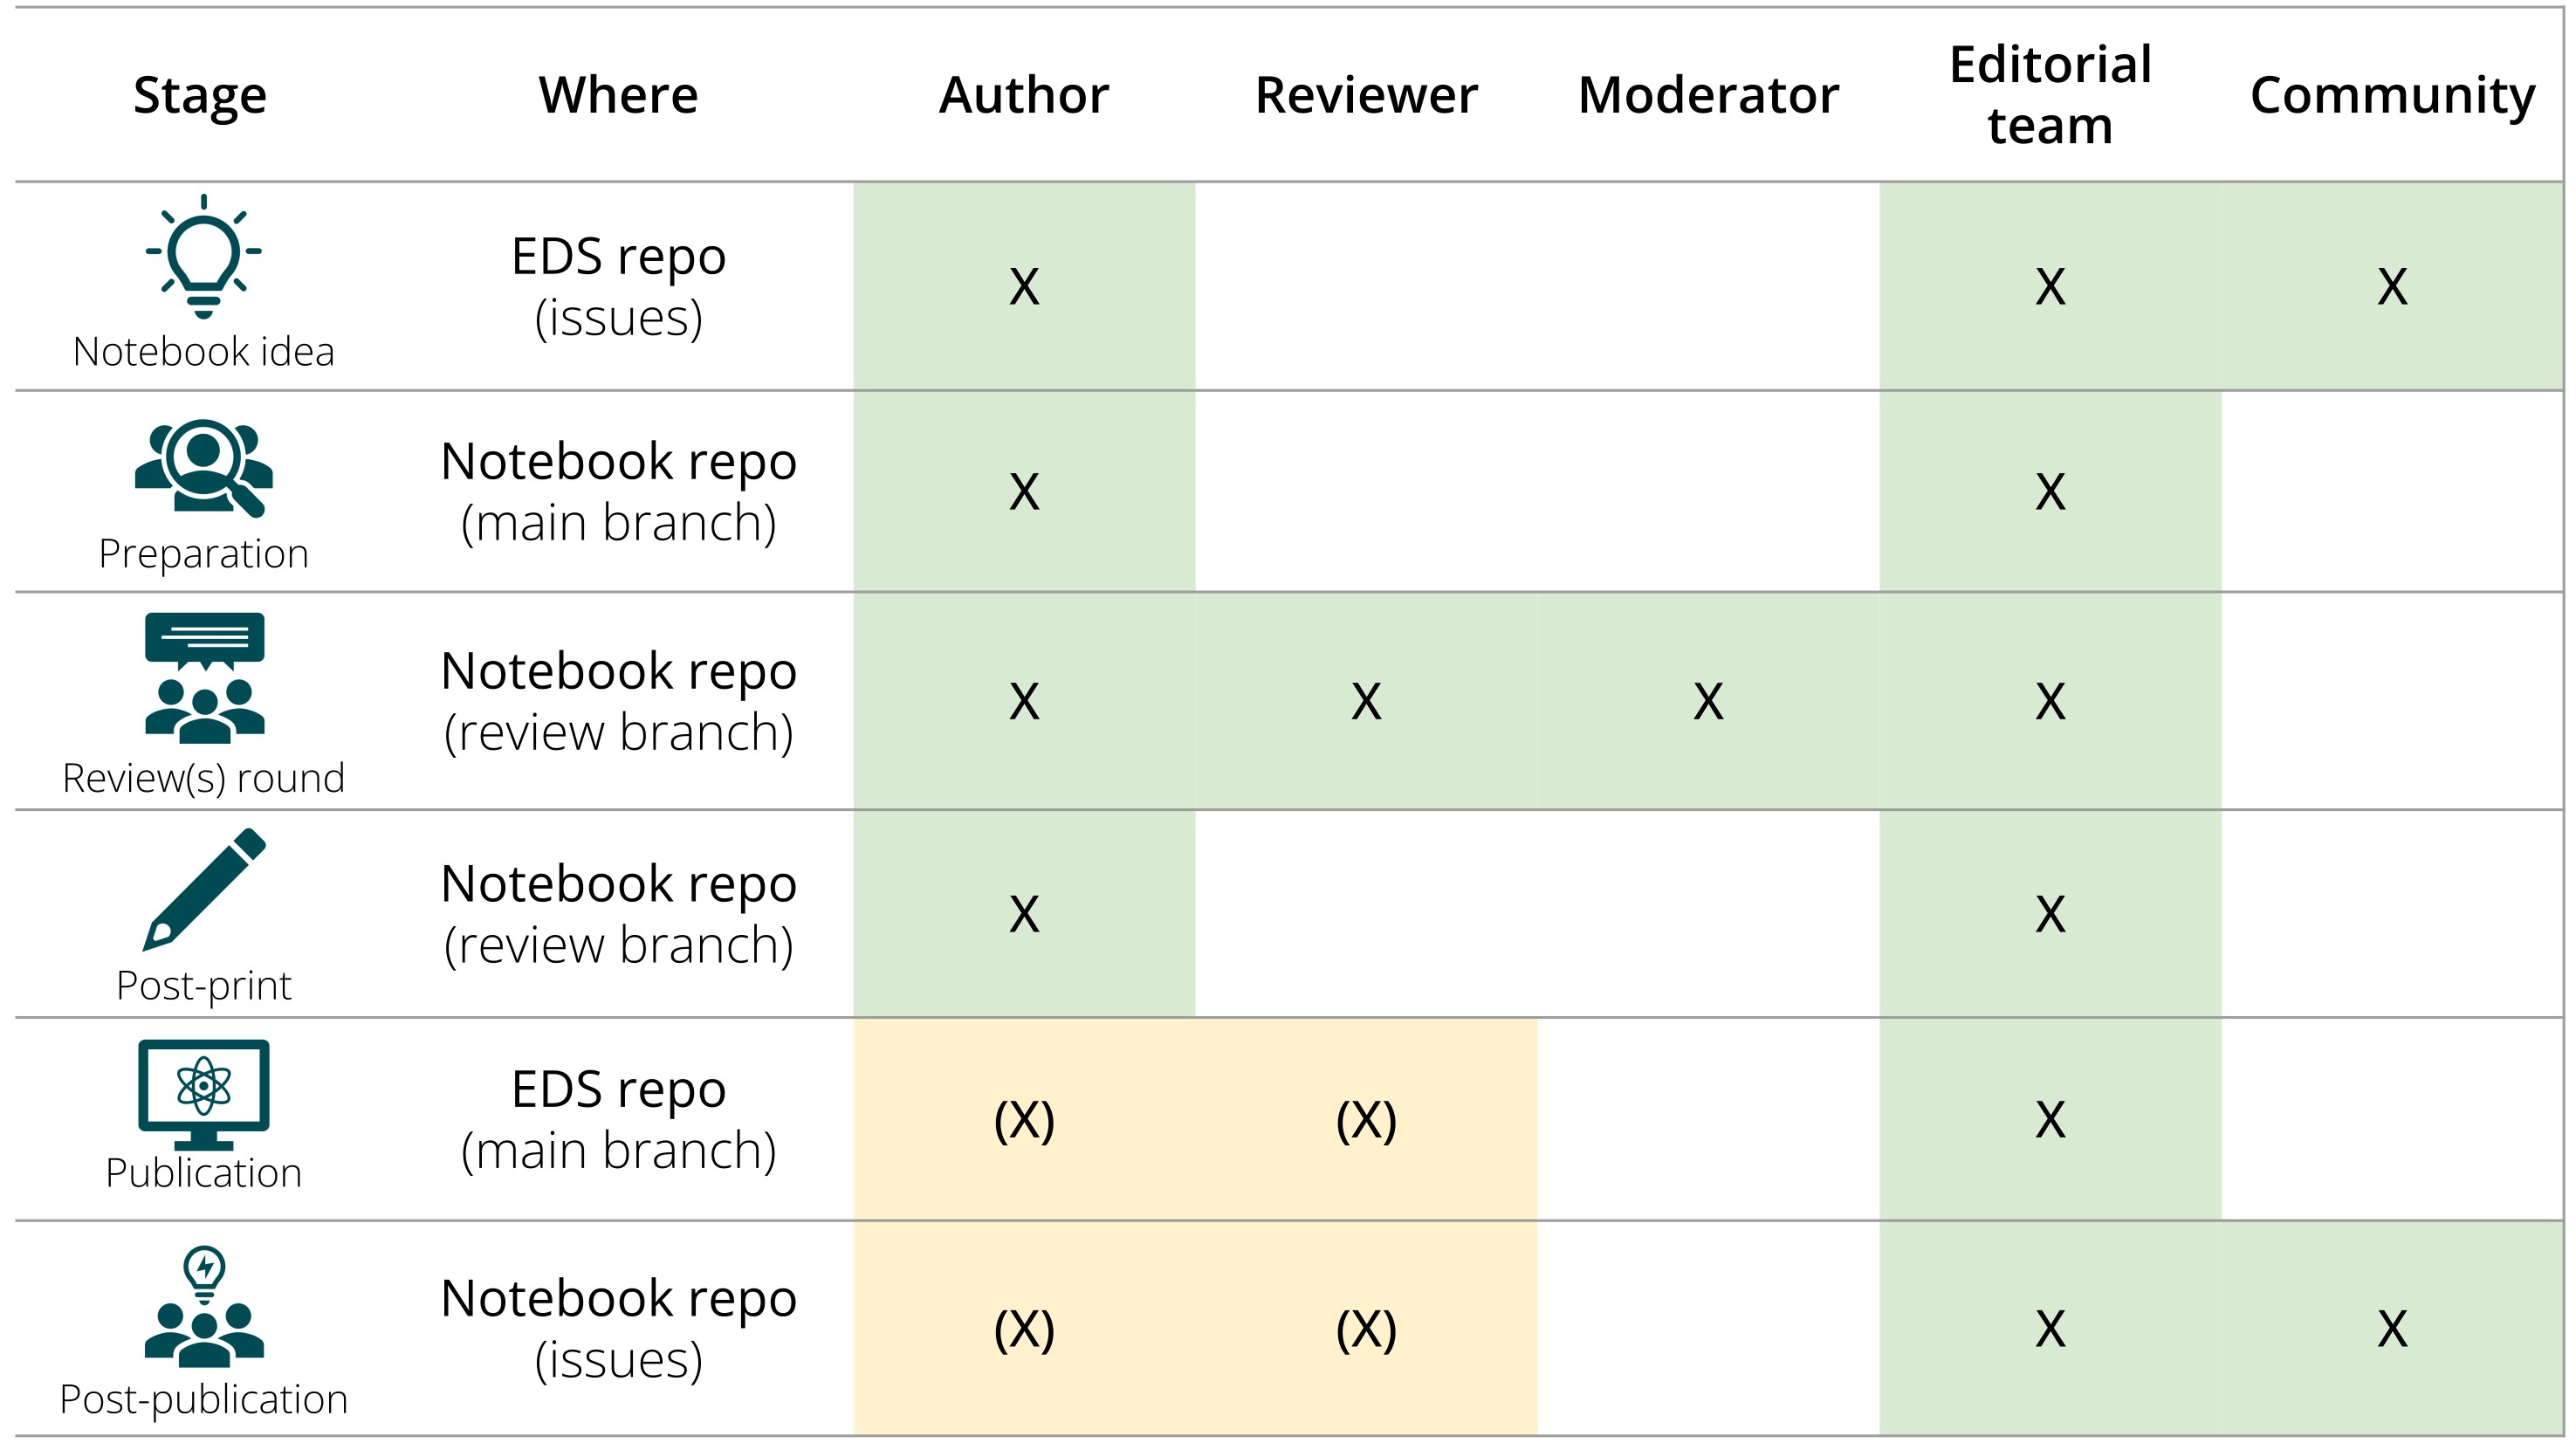 Stage Where Author Reviewer Moderator Editorial team Community
Notebook idea
EDS repo
(issues)
X X X
Preparation
Notebook repo
(main branch)
X X
Review(s) round
Notebook repo
(review branch)
X X X X
Post-print
Notebook repo
(review branch)
X X
Publication
EDS repo
(main branch)
(X) (X) X
Post-publication
Notebook repo
(issues)
(X) (X) X X